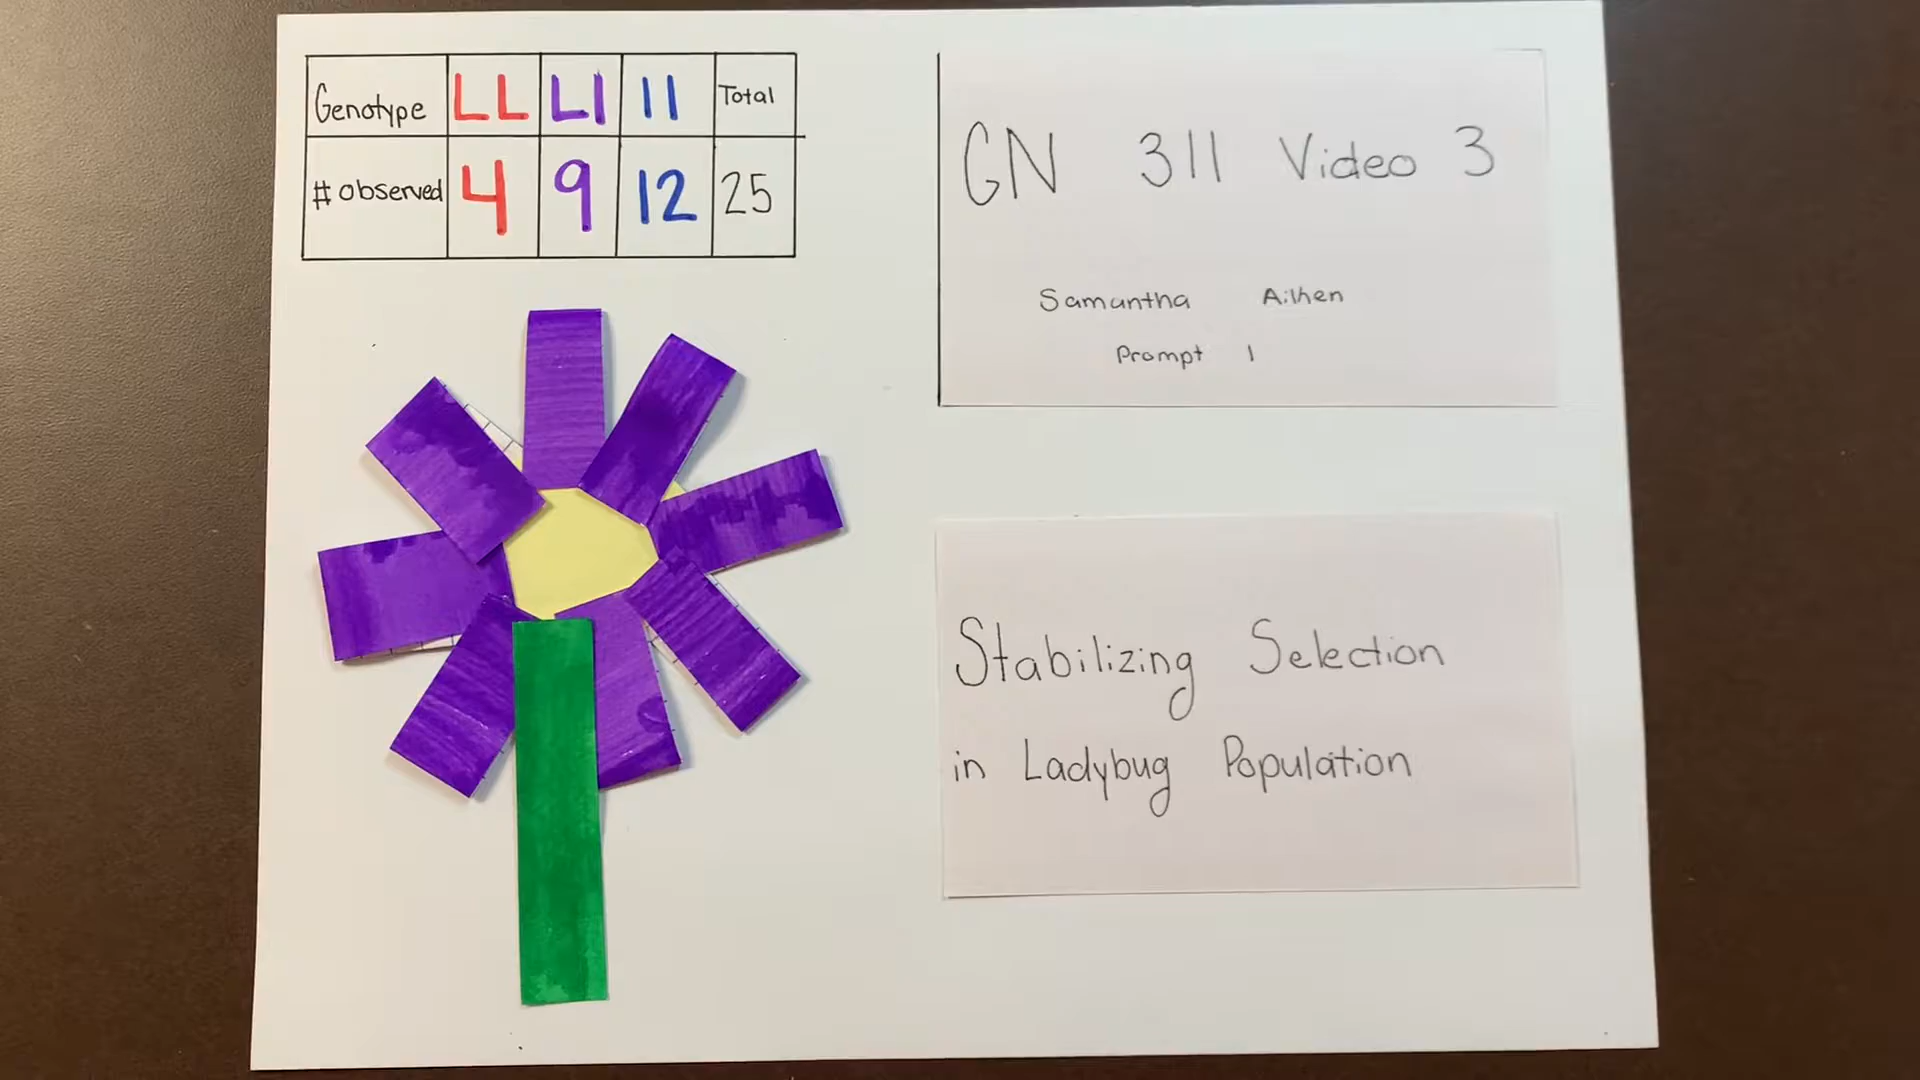 Genotype LL Ll ll Total
# observed 4 9 12 25
GN 311 Video 3
Samantha Aiken
Prompt 1
Stabilizing Selection
in Ladybug Population